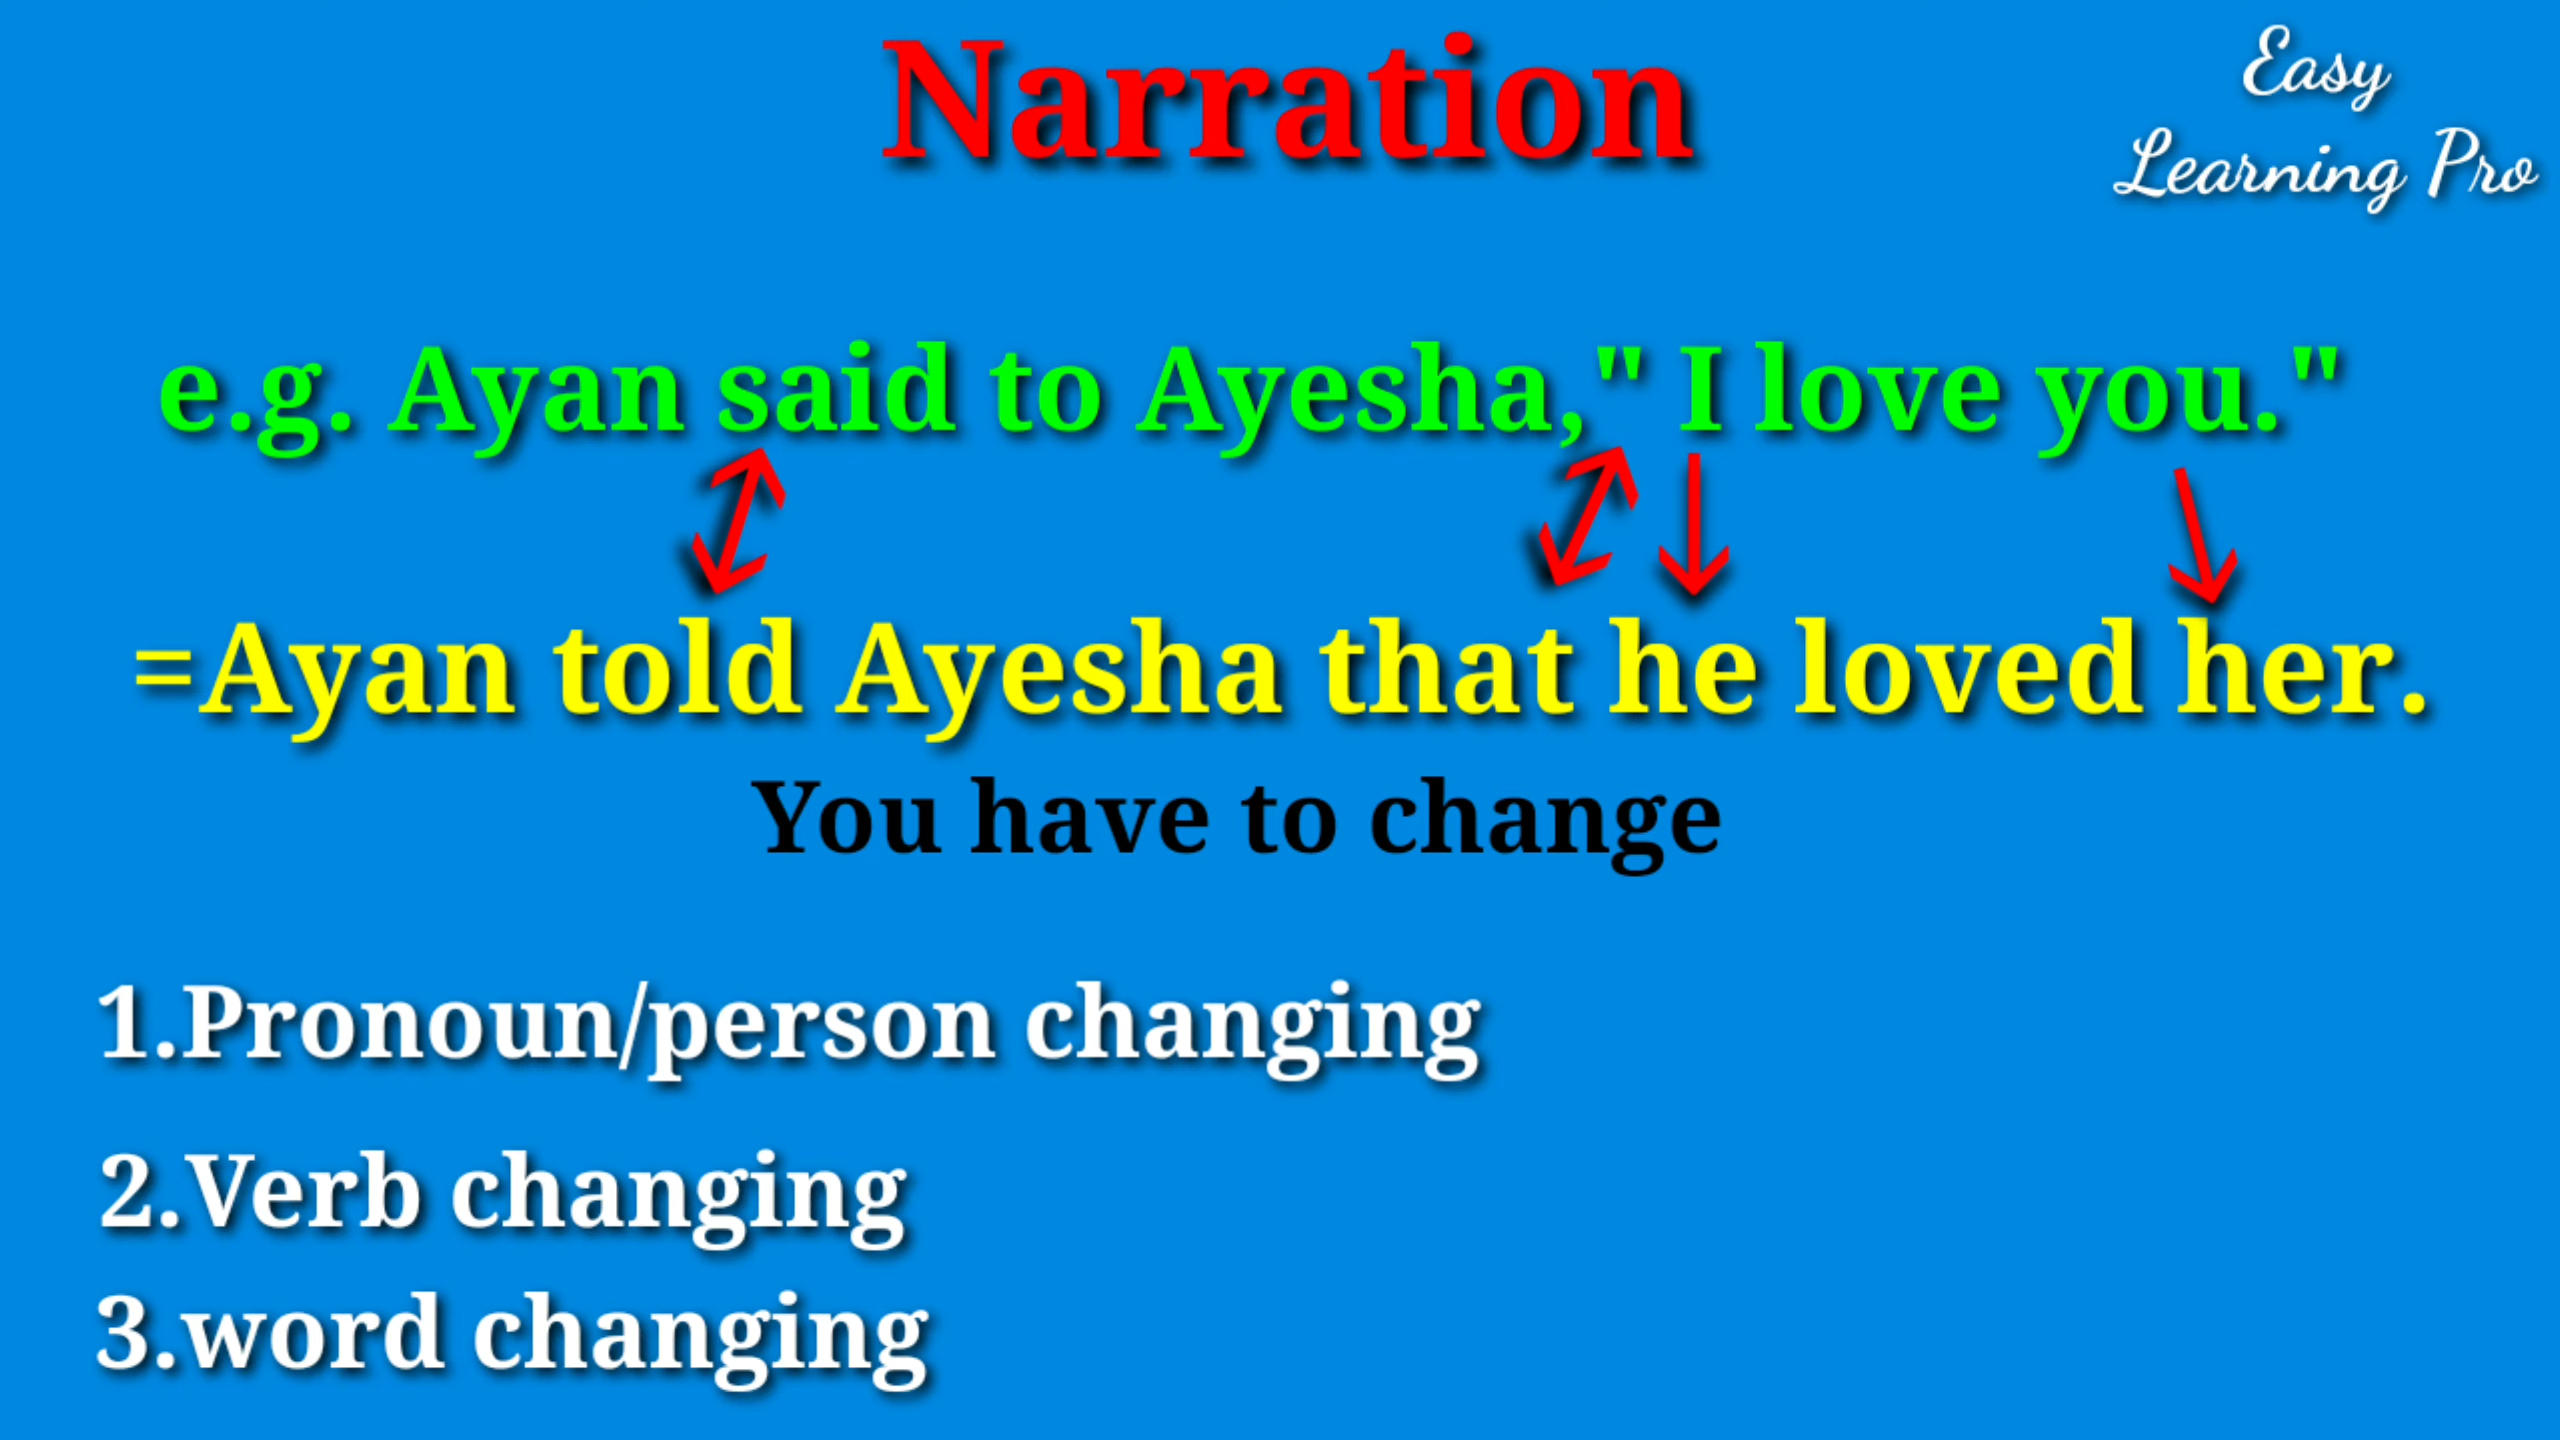 Narration
Easy
Learning Pro
e.g. Ayan said to Ayesha," I love you."
=Ayan told Ayesha that he loved her.
You have to change
1.Pronoun/person changing
2.Verb changing
3.word changing